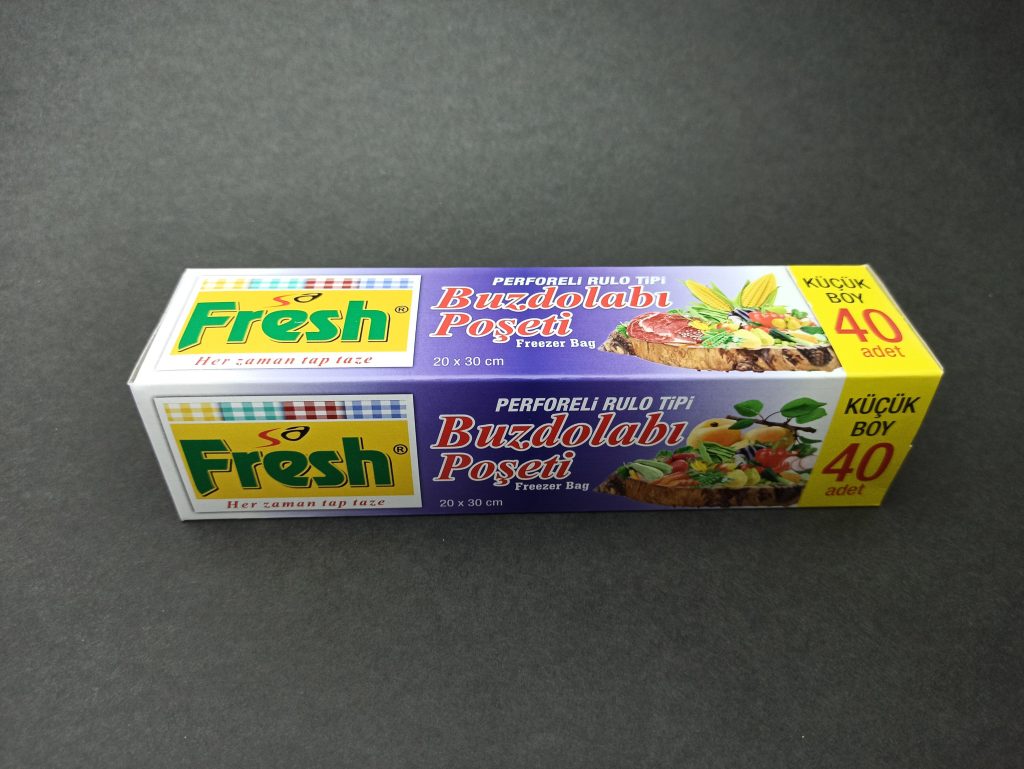 sa
Fresh®
Her zaman tap taze
PERFORELİ RULO TİPİ
Buzdolabı
Poşeti
Freezer Bag
20 x 30 cm
KÜÇÜK
BOY
40
adet
sa
Fresh®
Her zaman tap taze
PERFORELİ RULO TİPİ
Buzdolabı
Poşeti
Freezer Bag
20 x 30 cm
KÜÇÜK
BOY
40
adet